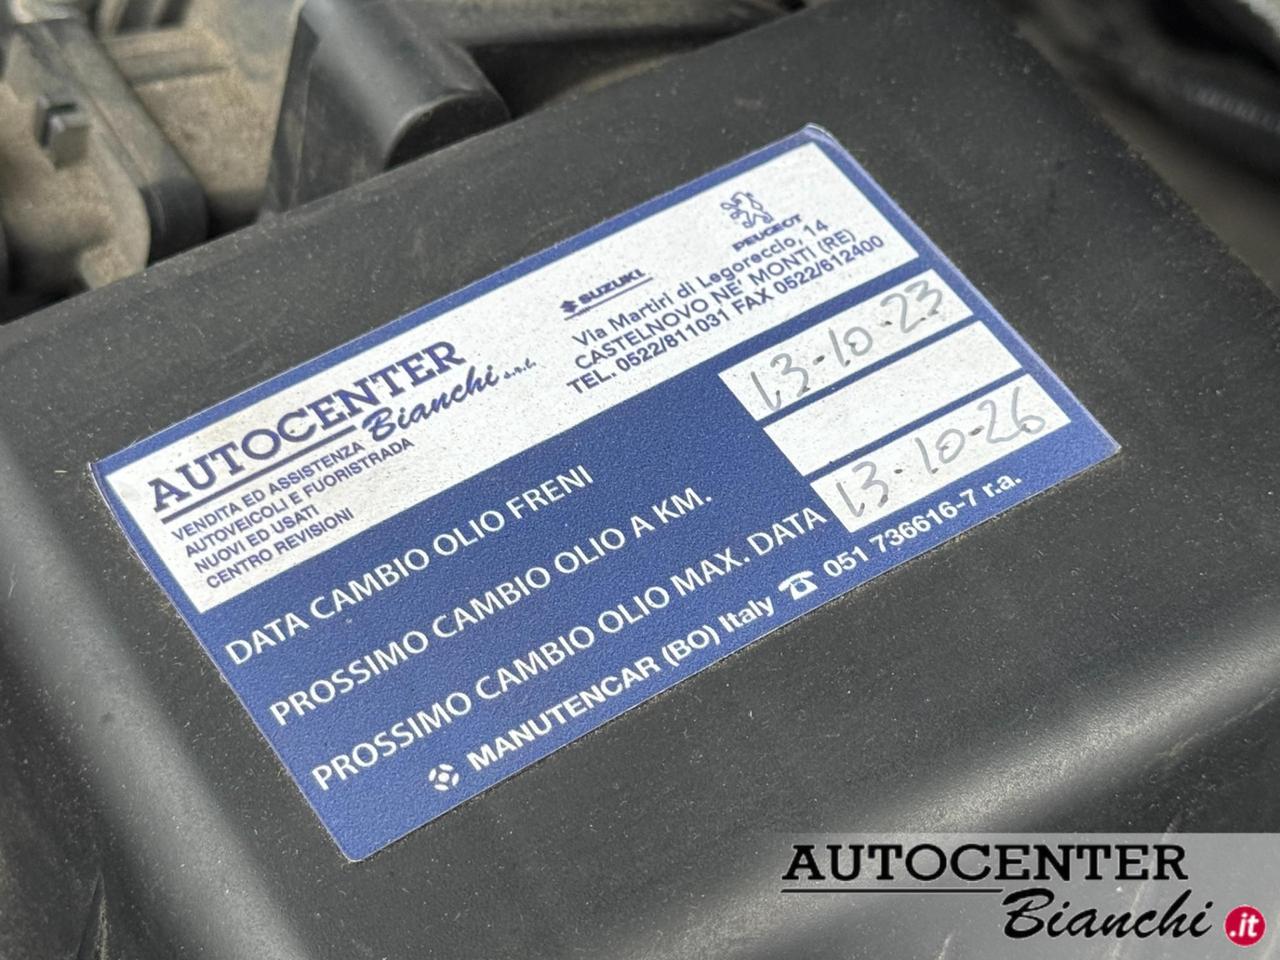 AUTOCENTER
Bianchi s.n.c.
VENDITA ED ASSISTENZA
AUTOVEICOLI E FUORISTRADA
NUOVI ED USATI
CENTRO REVISIONI
SUZUKI
PEUGEOT
Via Martiri di Legoreccio, 14
CASTELNOVO NE' MONTI (RE)
TEL. 0522/811031 FAX 0522/612400
DATA CAMBIO OLIO FRENI 13-10-23
PROSSIMO CAMBIO OLIO A KM.
PROSSIMO CAMBIO OLIO MAX. DATA 13-10-26
MANUTENCAR (BO) Italy ☎ 051 736616-7 r.a.
AUTOCENTER
Bianchi .it